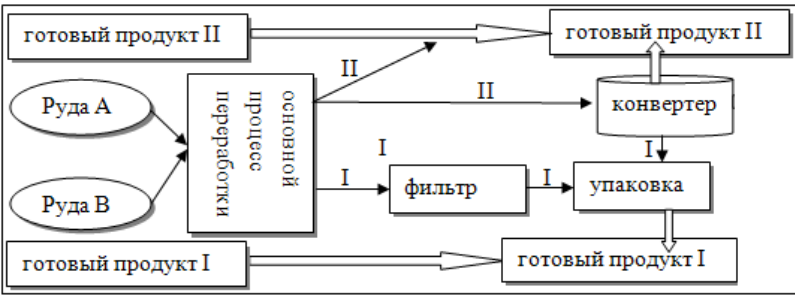 готовый продукт II
готовый продукт II
II
Руда А
основной
процесс
переработки
II
конвертер
I
I
I
фильтр
I
упаковка
Руда В
готовый продукт I
готовый продукт I